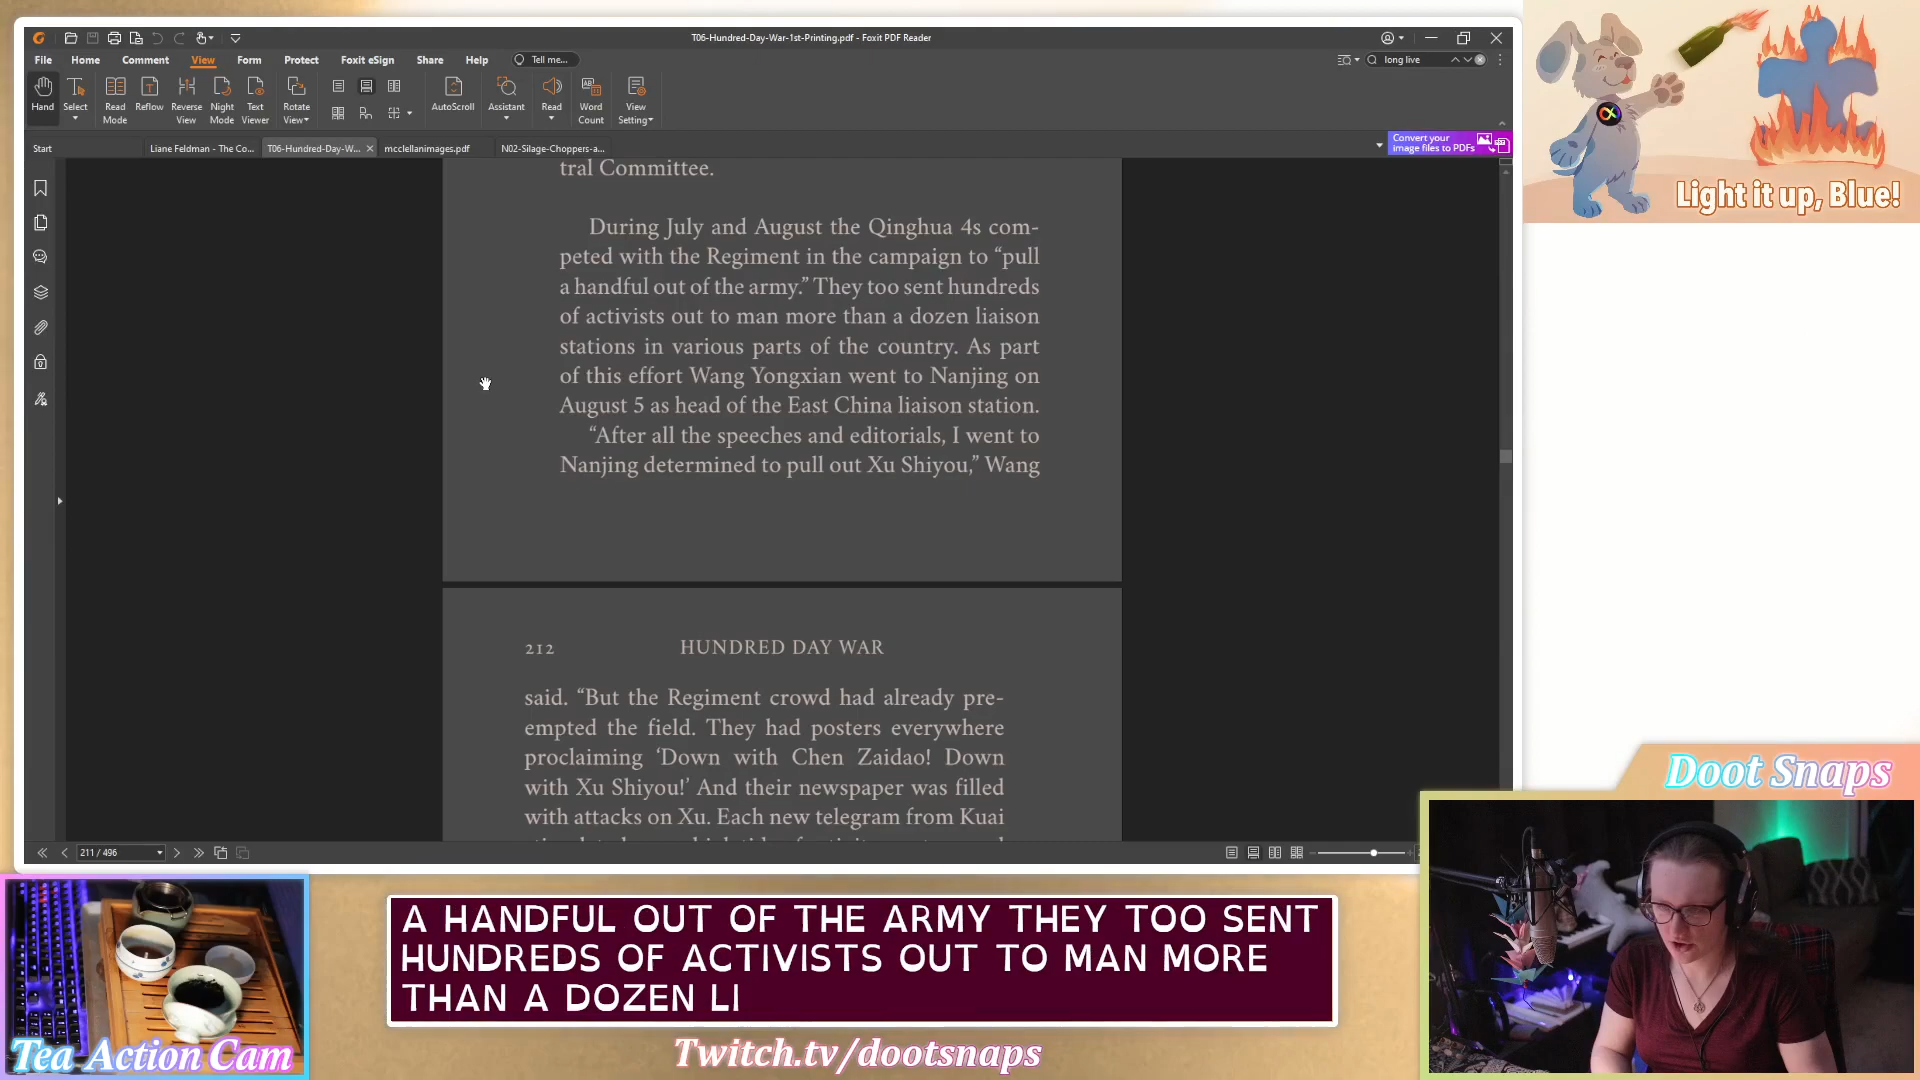 T06-Hundred-Day-War-1st-Printing.pdf - Foxit PDF Reader
File Home Comment View Form Protect Foxit eSign Share Help Tell me... long live
Hand Select Read Mode Reflow Reverse View Night Mode Text Viewer Rotate View AutoScroll Assistant Read Word Count View Setting
Start Liane Feldman - The Co... T06-Hundred-Day-W... mcclellanimages.pdf N02-Silage-Choppers-a...
Convert your
image files to PDFs
tral Committee.
During July and August the Qinghua 4s com-
peted with the Regiment in the campaign to “pull
a handful out of the army.” They too sent hundreds
of activists out to man more than a dozen liaison
stations in various parts of the country. As part
of this effort Wang Yongxian went to Nanjing on
August 5 as head of the East China liaison station.
“After all the speeches and editorials, I went to
Nanjing determined to pull out Xu Shiyou,” Wang
212 HUNDRED DAY WAR
said. “But the Regiment crowd had already pre-
empted the field. They had posters everywhere
proclaiming ‘Down with Chen Zaidao! Down
with Xu Shiyou!’ And their newspaper was filled
with attacks on Xu. Each new telegram from Kuai
211 / 496
Light it up, Blue!
Doot Snaps
Tea Action Cam
A HANDFUL OUT OF THE ARMY THEY TOO SENT
HUNDREDS OF ACTIVISTS OUT TO MAN MORE
THAN A DOZEN LI
Twitch.tv/dootsnaps